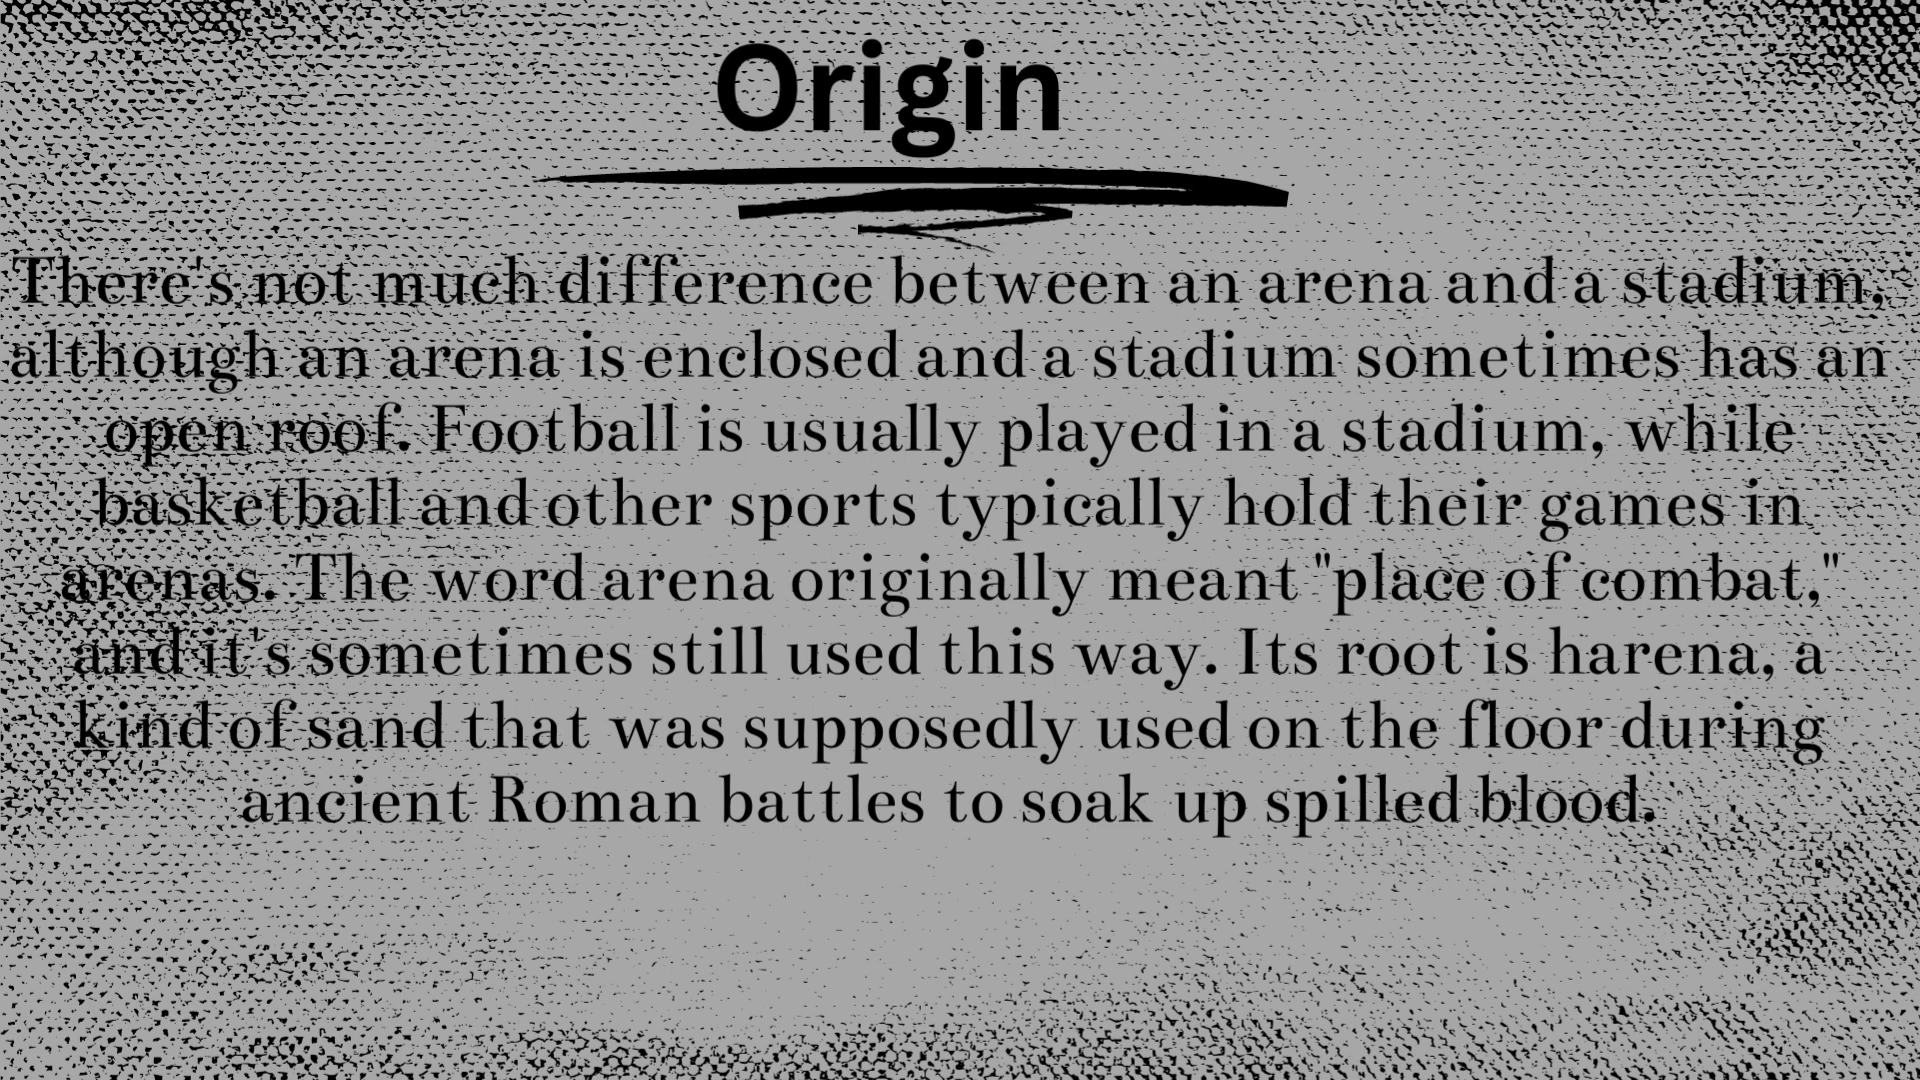 Origin
There's not much difference between an arena and a stadium,
although an arena is enclosed and a stadium sometimes has an
open roof. Football is usually played in a stadium, while
basketball and other sports typically hold their games in
arenas. The word arena originally meant "place of combat,"
and it's sometimes still used this way. Its root is harena, a
kind of sand that was supposedly used on the floor during
ancient Roman battles to soak up spilled blood.